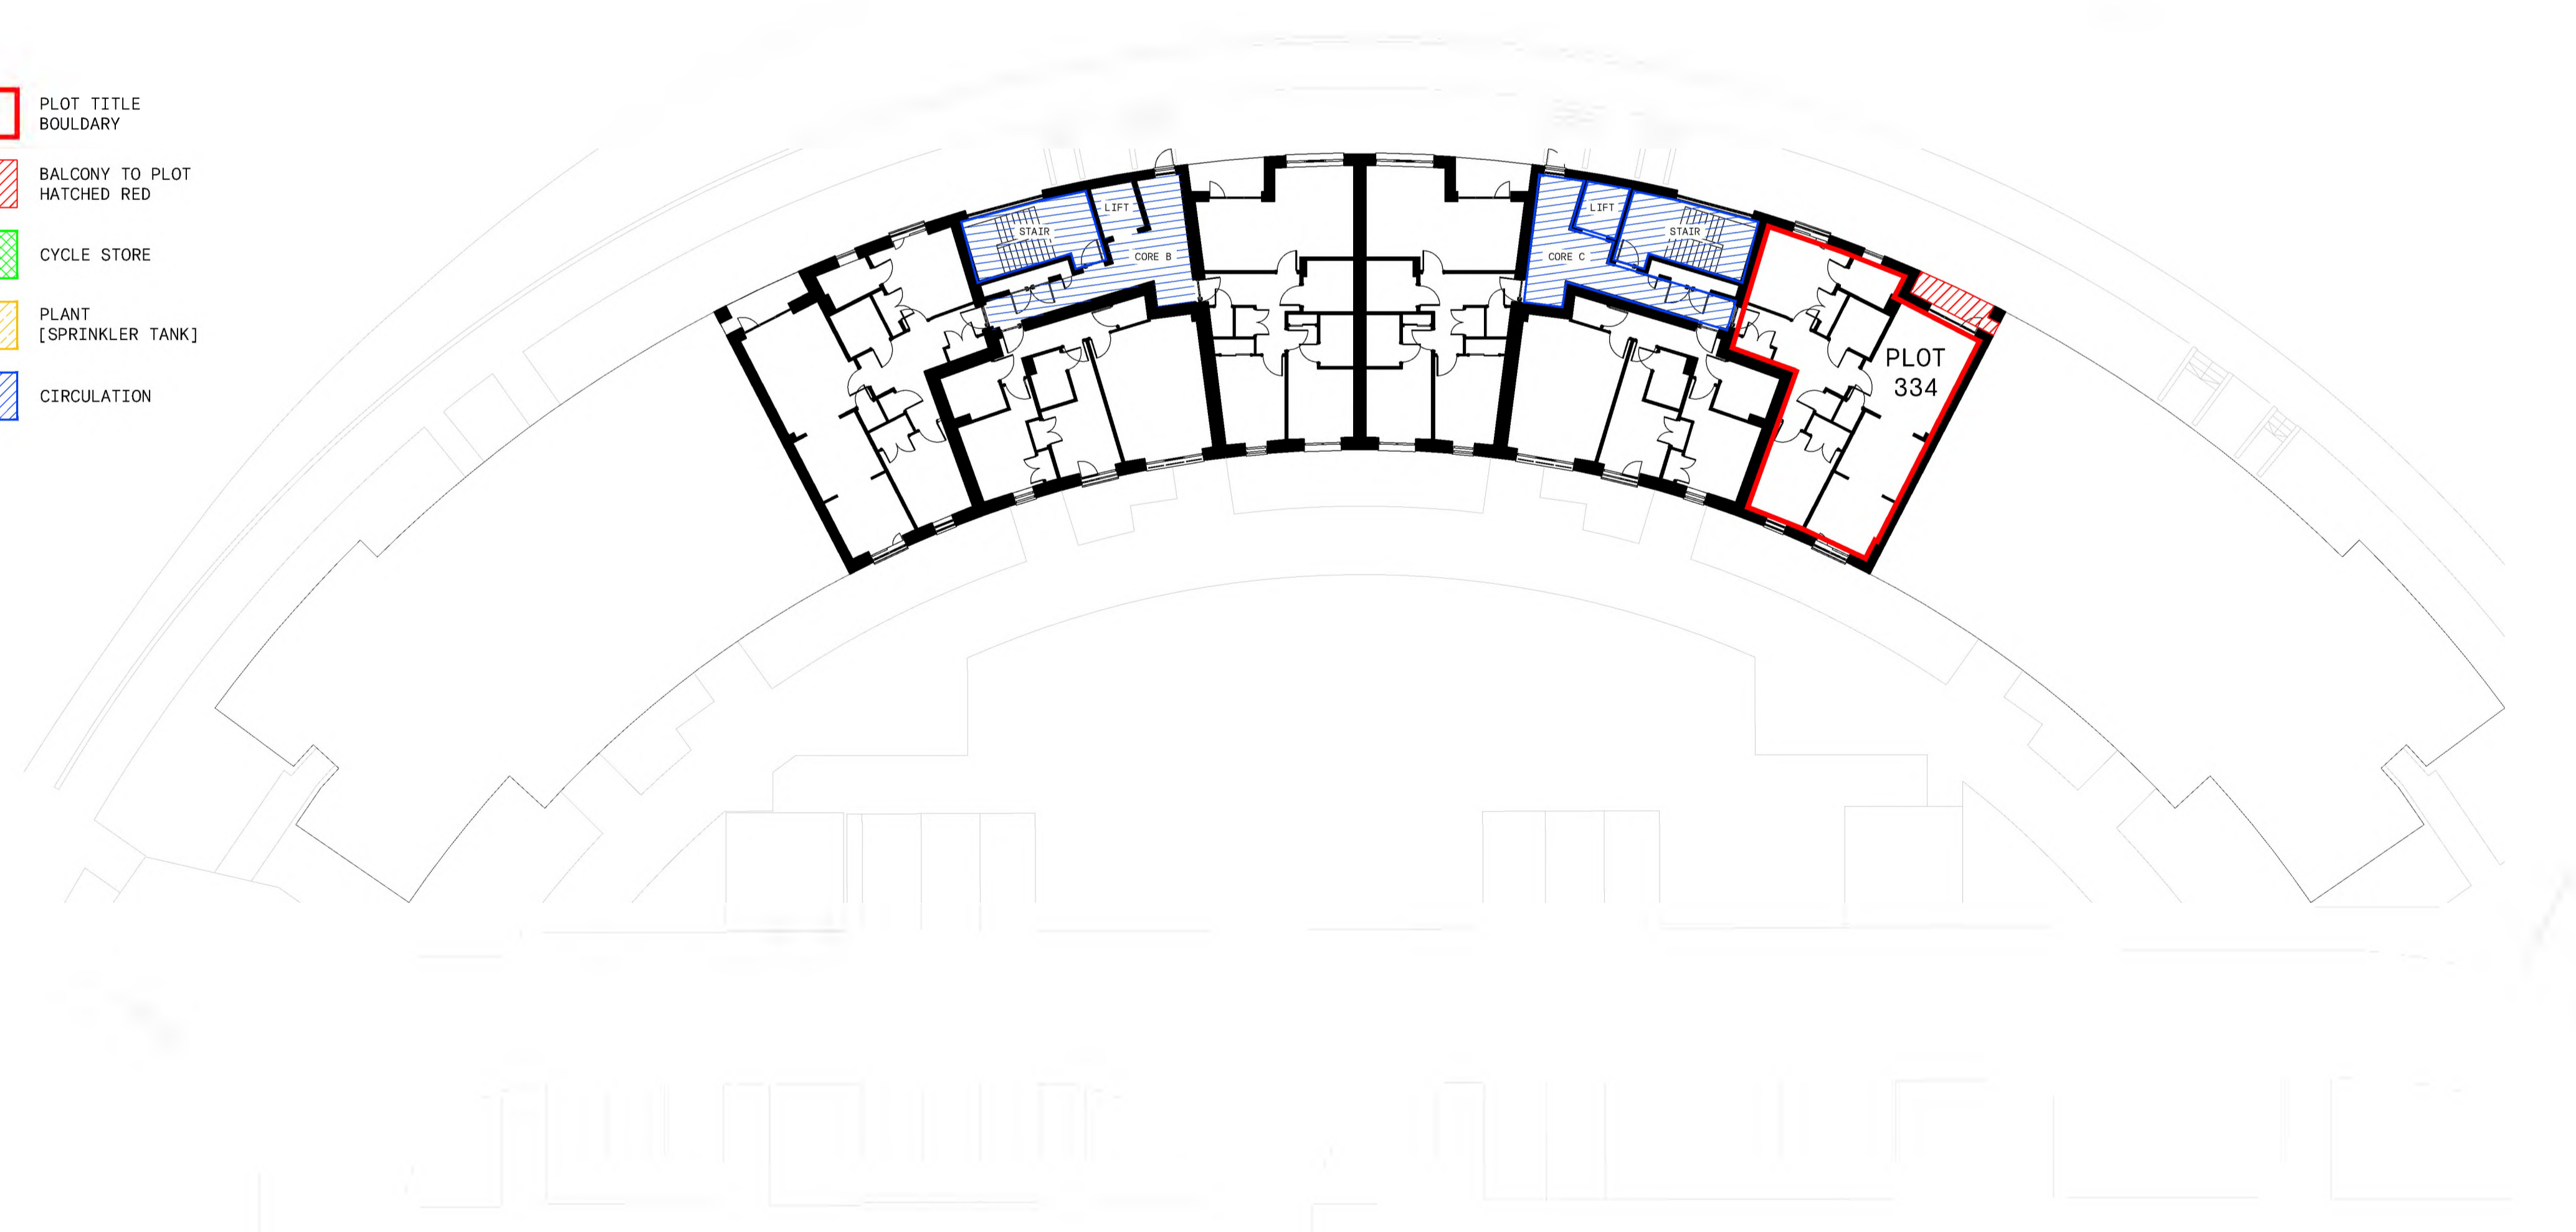 PLOT TITLE
BOULDARY
BALCONY TO PLOT
HATCHED RED
CYCLE STORE
PLANT
[SPRINKLER TANK]
CIRCULATION
LIFT
STAIR
CORE B
LIFT
STAIR
CORE C
PLOT
334